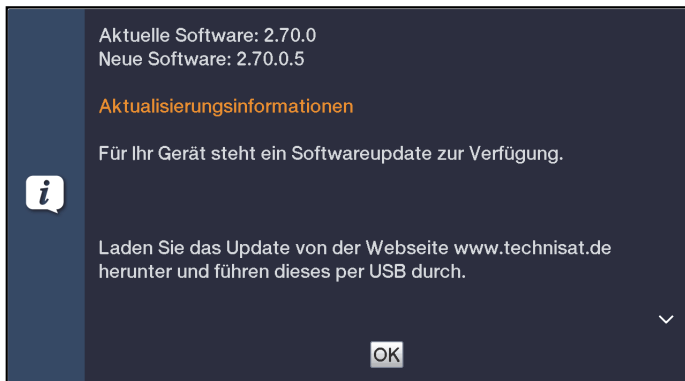 Aktuelle Software: 2.70.0
Neue Software: 2.70.0.5
Aktualisierungsinformationen
Für Ihr Gerät steht ein Softwareupdate zur Verfügung.
i
Laden Sie das Update von der Webseite www.technisat.de
herunter und führen dieses per USB durch.
OK